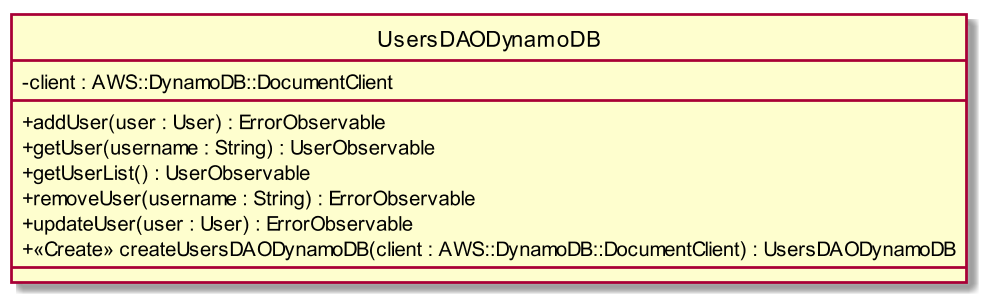 UsersDAODynamoDB
-client : AWS::DynamoDB::DocumentClient
+addUser(user : User) : ErrorObservable
+getUser(username : String) : UserObservable
+getUserList() : UserObservable
+removeUser(username : String) : ErrorObservable
+updateUser(user : User) : ErrorObservable
+«Create» createUsersDAODynamoDB(client : AWS::DynamoDB::DocumentClient) : UsersDAODynamoDB